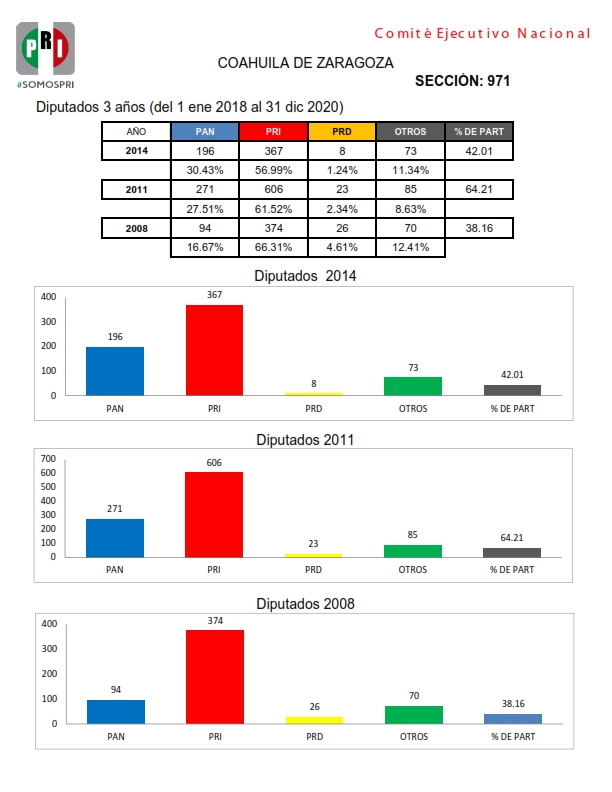 Comité Ejecutivo Nacional
PRI
#SOMOSPRI
COAHUILA DE ZARAGOZA
SECCIÓN: 971
Diputados 3 años (del 1 ene 2018 al 31 dic 2020)
AÑO PAN PRI PRD OTROS % DE PART
2014 196 367 8 73 42.01
30.43% 56.99% 1.24% 11.34%
2011 271 606 23 85 64.21
27.51% 61.52% 2.34% 8.63%
2008 94 374 26 70 38.16
16.67% 66.31% 4.61% 12.41%
Diputados 2014
400
300
200
100
0
196 367 8 73 42.01
PAN PRI PRD OTROS % DE PART
Diputados 2011
700
600
500
400
300
200
100
0
271 606 23 85 64.21
PAN PRI PRD OTROS % DE PART
Diputados 2008
400
300
200
100
0
94 374 26 70 38.16
PAN PRI PRD OTROS % DE PART